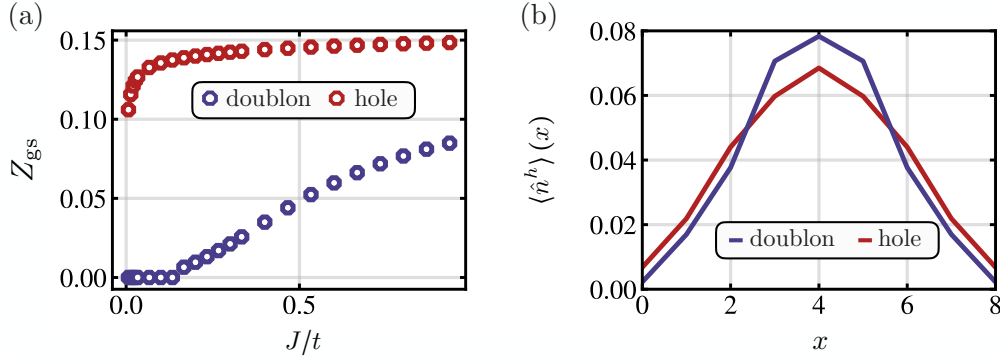 (a)
Z_gs
0.15
0.10
0.05
0.00
doublon hole
0.0 0.5
J/t
(b)
⟨n̂^h⟩(x)
0.08
0.06
0.04
0.02
0.00
doublon hole
0 2 4 6 8
x